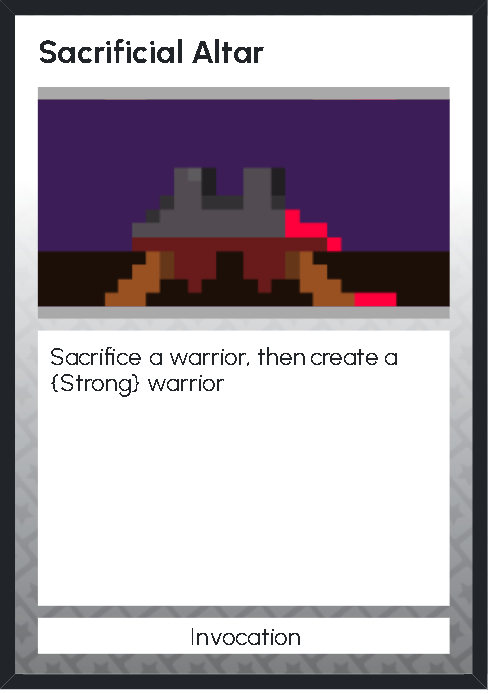 Sacrificial Altar
Sacrifice a warrior, then create a
{Strong} warrior
Invocation